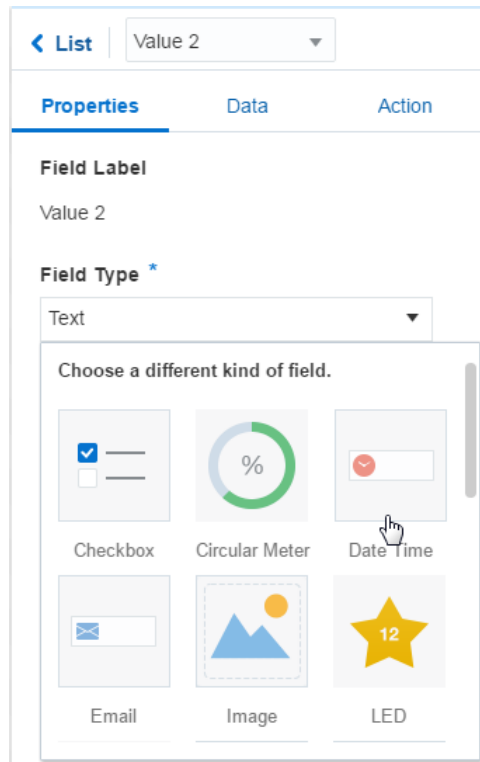 List Value 2
Properties Data Action
Field Label
Value 2
Field Type *
Text
Choose a different kind of field.
%
Checkbox Circular Meter Date Time
12
Email Image LED